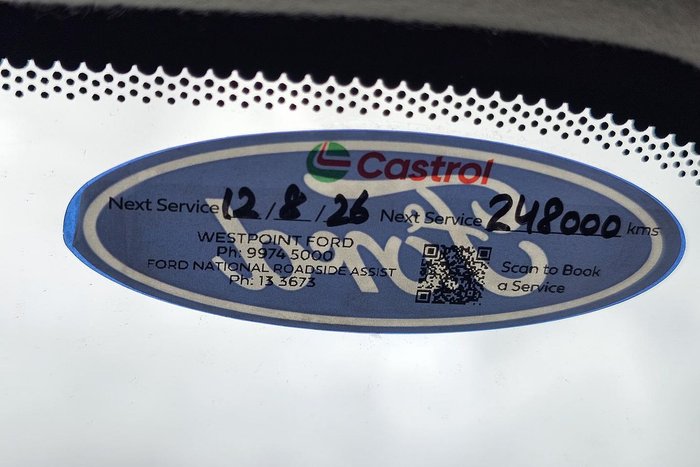 Castrol
Next Service 12/8/26 Next Service 248000 kms
WESTPOINT FORD
Ph: 9974 5000
FORD NATIONAL ROADSIDE ASSIST
Ph: 13 3673
Scan to Book
a Service
Ford